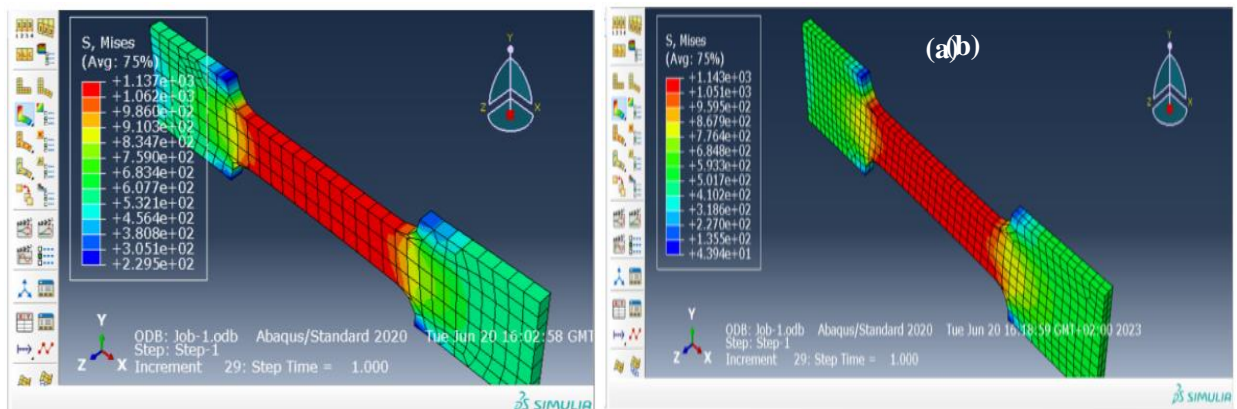 S, Mises
(Avg: 75%)
+1.137e+03
+1.062e+03
+9.860e+02
+9.103e+02
+8.347e+02
+7.590e+02
+6.834e+02
+6.077e+02
+5.321e+02
+4.564e+02
+3.808e+02
+3.051e+02
+2.295e+02
Y
Z
X
Y
Z
X
ODB: Job-1.odb Abaqus/Standard 2020 Tue Jun 20 16:02:58 GMT
Step: Step-1
Increment 29: Step Time = 1.000
SIMULIA
S, Mises
(Avg: 75%)
+1.143e+03
+1.051e+03
+9.595e+02
+8.679e+02
+7.764e+02
+6.848e+02
+5.933e+02
+5.017e+02
+4.102e+02
+3.186e+02
+2.270e+02
+1.355e+02
+4.394e+01
(a)
(b)
Y
Z
X
Y
Z
X
ODB: Job-1.odb Abaqus/Standard 2020 Tue Jun 20 16:18:59 GMT+02:00 2023
Step: Step-1
Increment 29: Step Time = 1.000
SIMULIA